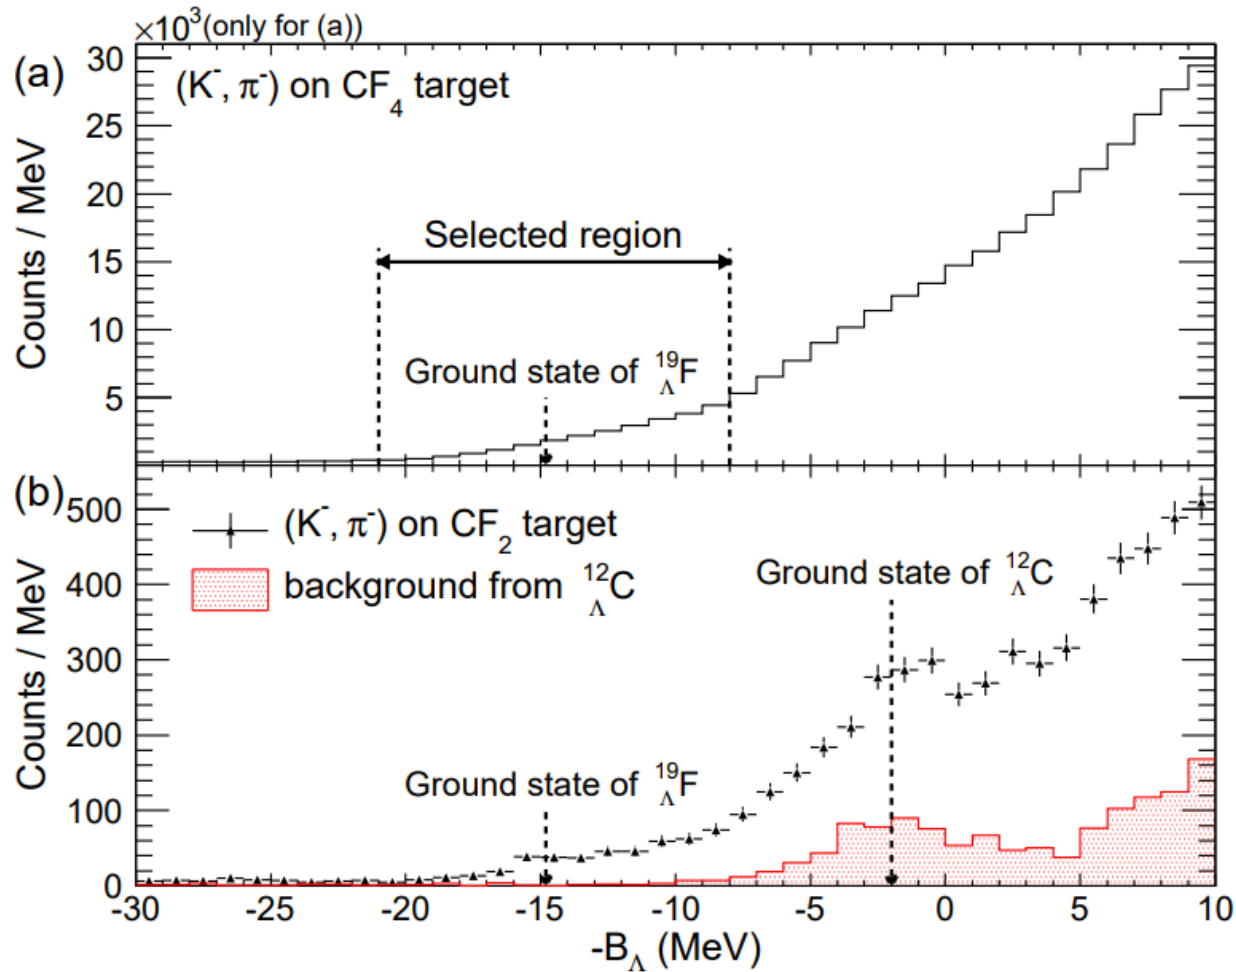 ×10³(only for (a))
(a)
(K⁻, π⁻) on CF₄ target
Counts / MeV
30
25
20
15
10
5
Selected region
Ground state of ¹⁹ΛF
(b)
(K⁻, π⁻) on CF₂ target
background from ¹²ΛC
Counts / MeV
500
400
300
200
100
0
Ground state of ¹²ΛC
Ground state of ¹⁹ΛF
-30 -25 -20 -15 -10 -5 0 5 10
-BΛ (MeV)